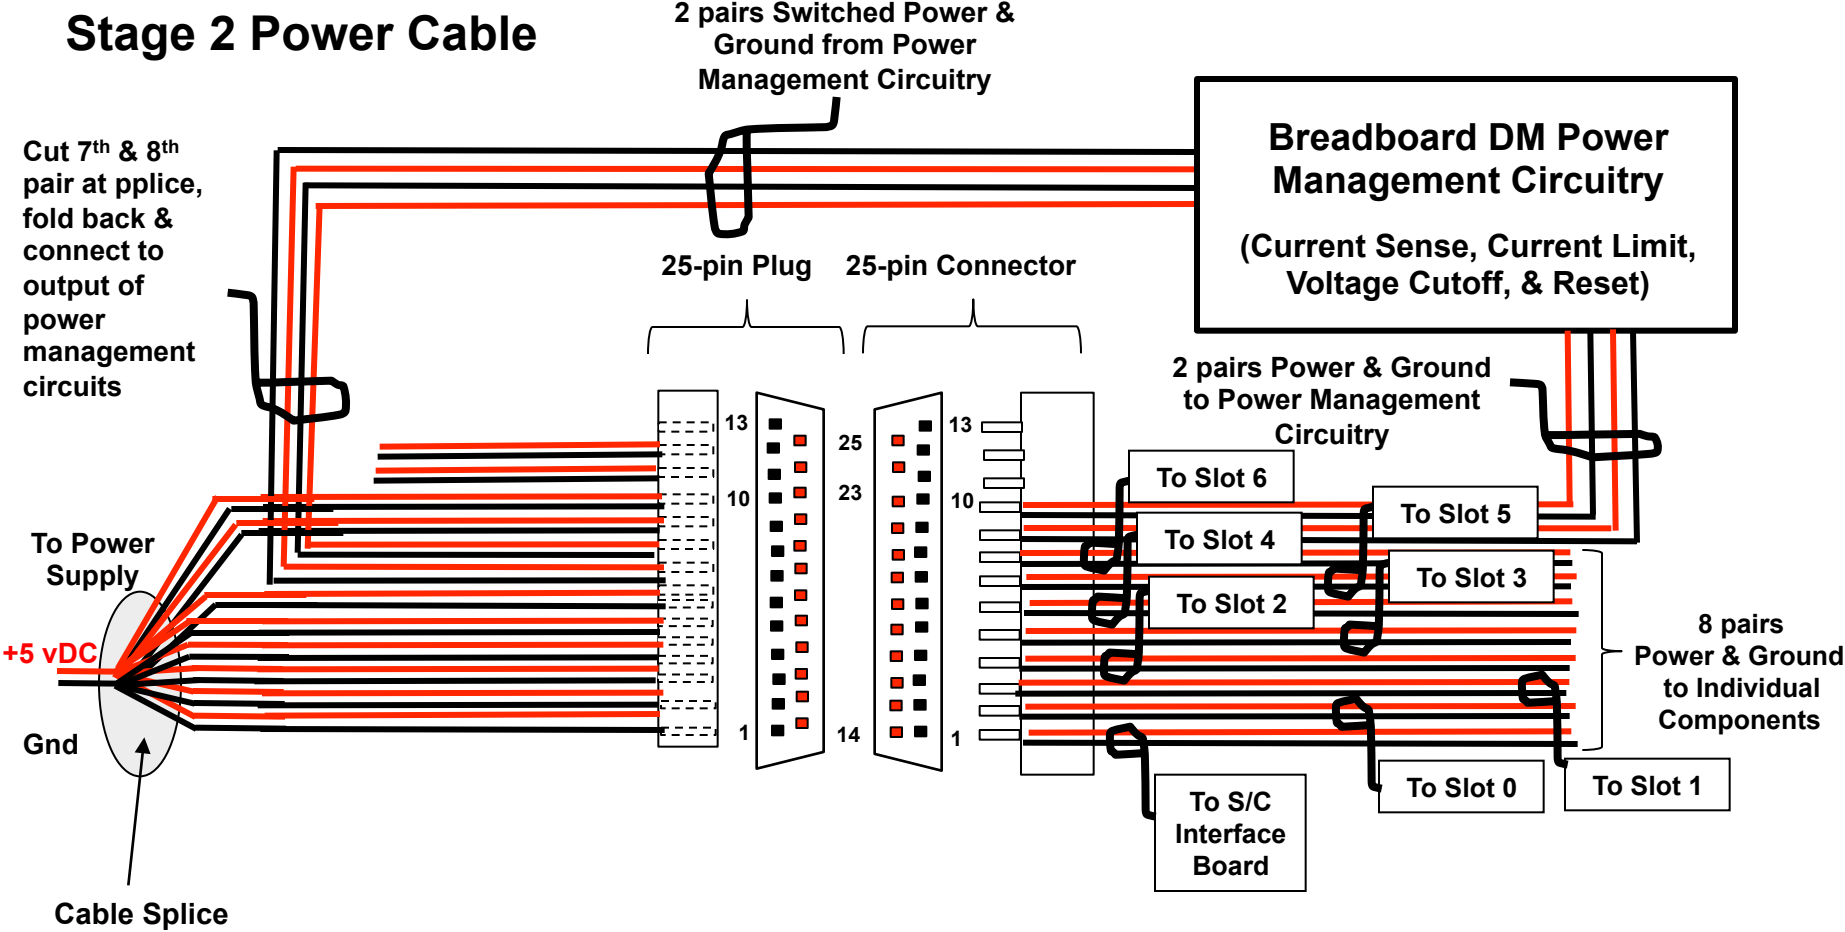 Stage 2 Power Cable
2 pairs Switched Power &
Ground from Power
Management Circuitry
Cut 7th & 8th
pair at pplice,
fold back &
connect to
output of
power
management
circuits
Breadboard DM Power
Management Circuitry
(Current Sense, Current Limit,
Voltage Cutoff, & Reset)
25-pin Plug
25-pin Connector
2 pairs Power & Ground
to Power Management
Circuitry
13
25
13
10
23
10
1
14
1
To Slot 6
To Slot 5
To Slot 4
To Slot 3
To Slot 2
To Power
Supply
+5 vDC
Gnd
8 pairs
Power & Ground
to Individual
Components
To S/C
Interface
Board
To Slot 0
To Slot 1
Cable Splice